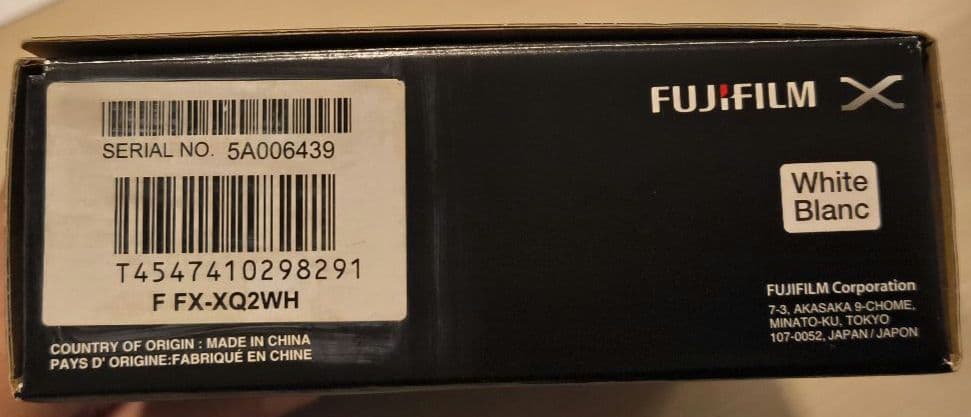 SERIAL NO. 5A006439
T4547410298291
F FX-XQ2WH
COUNTRY OF ORIGIN : MADE IN CHINA
PAYS D' ORIGINE:FABRIQUÉ EN CHINE
FUJIFILM X
White
Blanc
FUJIFILM Corporation
7-3, AKASAKA 9-CHOME,
MINATO-KU, TOKYO
107-0052, JAPAN / JAPON